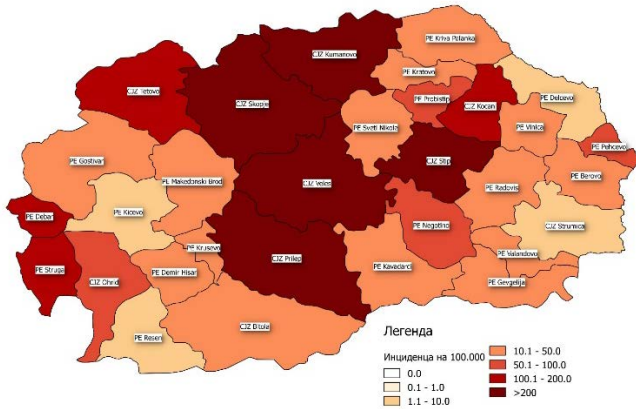 PE Kriva Palanka
CJZ Kumanovo
PE Kratovo
CJZ Tetovo
CJZ Skopje
PE Probistip
CJZ Kocani
PE Delcevo
PE Sveti Nikole
PE Vinica
PE Pehcevo
PE Gostivar
CJZ Stip
PE Makedonski Brod
CJZ Veles
PE Berovo
PE Kicevo
PE Radovis
PE Debar
CJZ Strumica
PE Negotino
PE Krusevo
PE Valandovo
CJZ Prilep
PE Struga
CJZ Ohrid
PE Demir Hisar
PE Kavadarci
PE Gevgelija
CJZ Bitola
PE Resen
Легенда
Инциденца на 100.000
0.0
0.1 - 1.0
1.1 - 10.0
10.1 - 50.0
50.1 - 100.0
100.1 - 200.0
>200